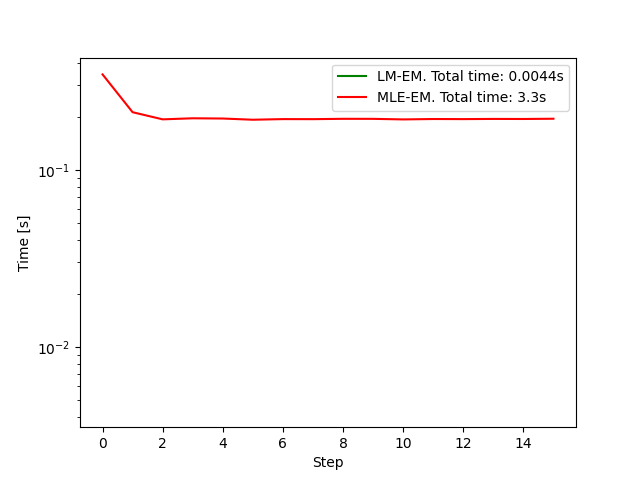 LM-EM. Total time: 0.0044s
MLE-EM. Total time: 3.3s
10⁻¹
10⁻²
Time [s]
0 2 4 6 8 10 12 14
Step